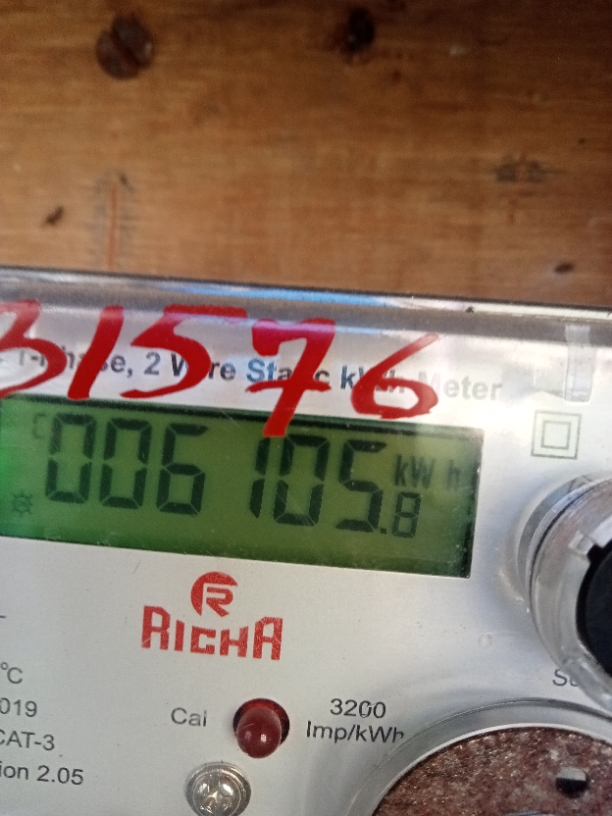 31576
1-Phase, 2 Wire Static kWh Meter
C 006105.8 kWh
RICHA
°C
019
Cal
3200
Imp/kWh
CAT-3
ion 2.05